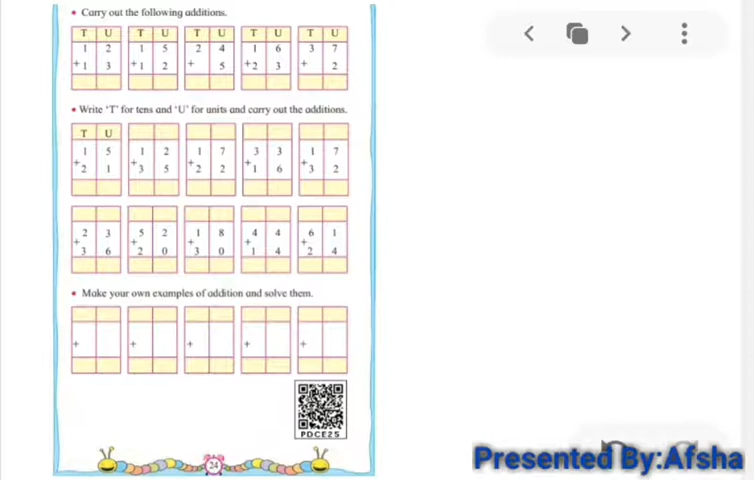 • Carry out the following additions.
T U T U T U T U T U
1 2 1 5 2 4 1 6 3 7
+1 3 +1 2 + 5 +2 3 + 2
• Write ‘T’ for tens and ‘U’ for units and carry out the additions.
T U
1 5 1 2 1 7 3 3 1 7
+2 1 +3 5 +2 2 +1 6 +3 2
2 3 5 2 1 8 4 4 6 1
+3 6 +2 0 +3 0 +1 4 +2 4
• Make your own examples of addition and solve them.
+ + + + +
PDCE25
24
Presented By:Afsha